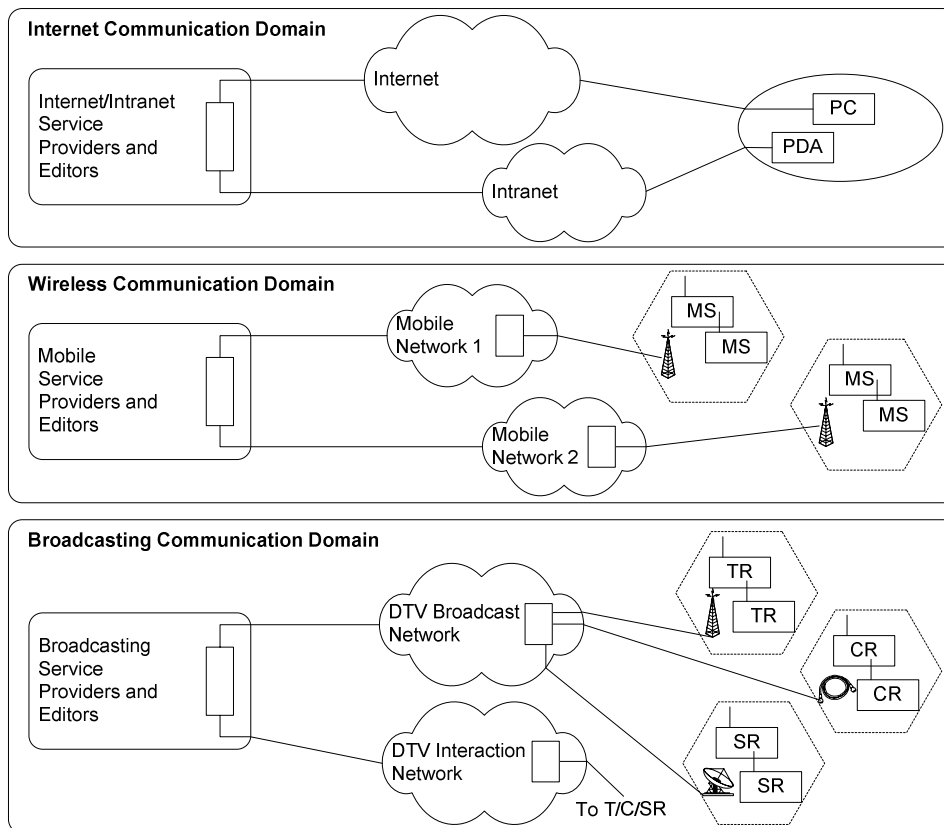 Internet Communication Domain
Internet/Intranet
Service
Providers and
Editors
Internet
Intranet
PC
PDA
Wireless Communication Domain
Mobile
Service
Providers and
Editors
Mobile
Network 1
Mobile
Network 2
MS
MS
MS
MS
Broadcasting Communication Domain
Broadcasting
Service
Providers and
Editors
DTV Broadcast
Network
DTV Interaction
Network
To T/C/SR
TR
TR
CR
CR
SR
SR